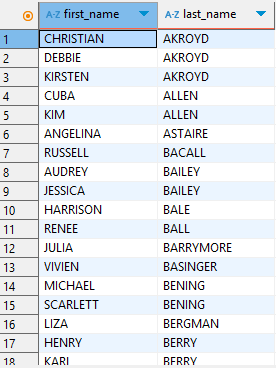 A-Z first_name A-Z last_name
1 CHRISTIAN AKROYD
2 DEBBIE AKROYD
3 KIRSTEN AKROYD
4 CUBA ALLEN
5 KIM ALLEN
6 ANGELINA ASTAIRE
7 RUSSELL BACALL
8 AUDREY BAILEY
9 JESSICA BAILEY
10 HARRISON BALE
11 RENEE BALL
12 JULIA BARRYMORE
13 VIVIEN BASINGER
14 MICHAEL BENING
15 SCARLETT BENING
16 LIZA BERGMAN
17 HENRY BERRY
18 KARL BERRY